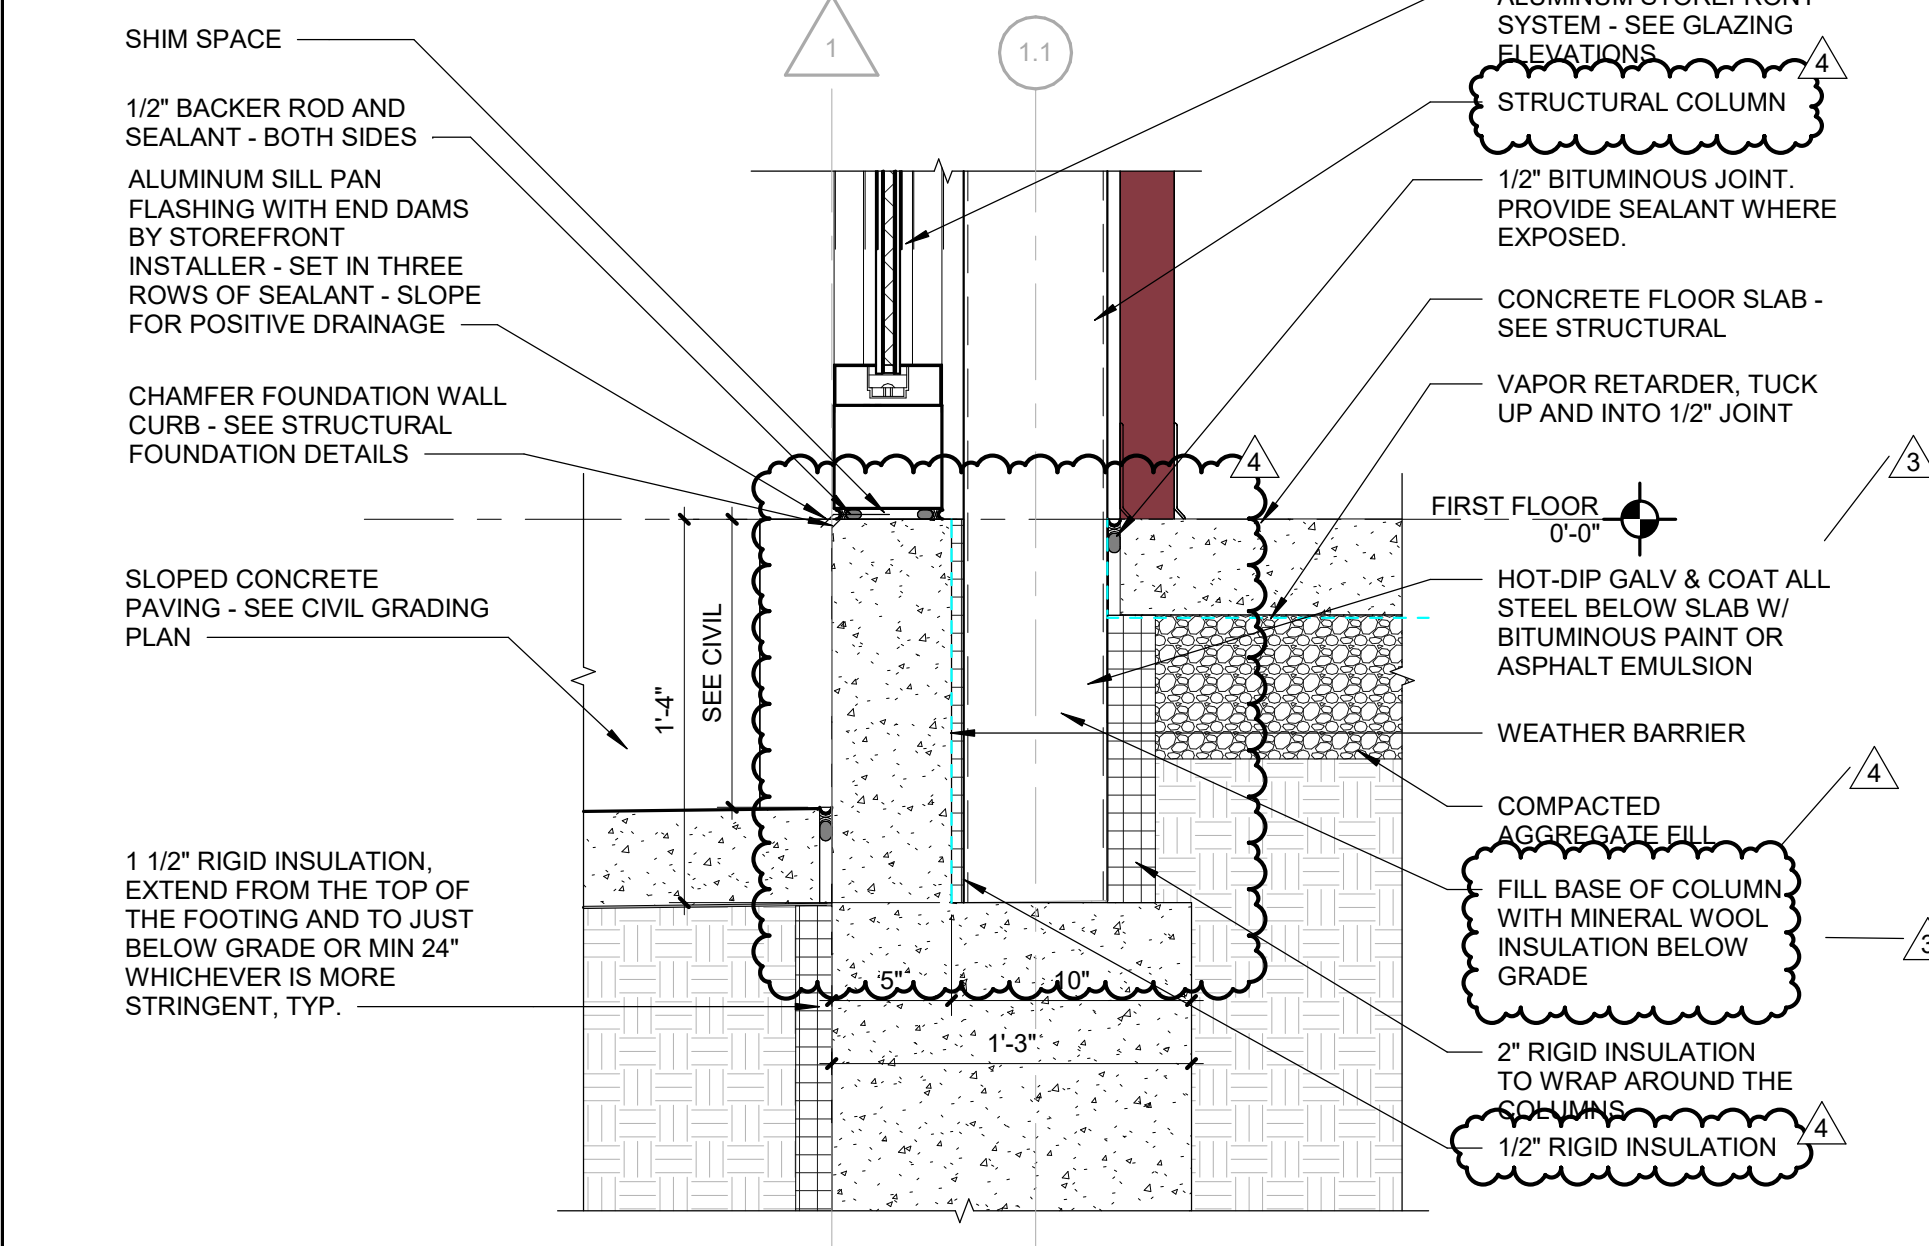 SHIM SPACE
1/2" BACKER ROD AND
SEALANT - BOTH SIDES
ALUMINUM SILL PAN
FLASHING WITH END DAMS
BY STOREFRONT
INSTALLER - SET IN THREE
ROWS OF SEALANT - SLOPE
FOR POSITIVE DRAINAGE
CHAMFER FOUNDATION WALL
CURB - SEE STRUCTURAL
FOUNDATION DETAILS
SLOPED CONCRETE
PAVING - SEE CIVIL GRADING
PLAN
1 1/2" RIGID INSULATION,
EXTEND FROM THE TOP OF
THE FOOTING AND TO JUST
BELOW GRADE OR MIN 24"
WHICHEVER IS MORE
STRINGENT, TYP.
1
1.1
4
1'-4"
SEE CIVIL
5"
10"
1'-3"
ALUMINUM STOREFRONT
SYSTEM - SEE GLAZING
ELEVATIONS
4
STRUCTURAL COLUMN
1/2" BITUMINOUS JOINT.
PROVIDE SEALANT WHERE
EXPOSED.
CONCRETE FLOOR SLAB -
SEE STRUCTURAL
VAPOR RETARDER, TUCK
UP AND INTO 1/2" JOINT
3
FIRST FLOOR
0'-0"
HOT-DIP GALV & COAT ALL
STEEL BELOW SLAB W/
BITUMINOUS PAINT OR
ASPHALT EMULSION
WEATHER BARRIER
4
COMPACTED
AGGREGATE FILL
FILL BASE OF COLUMN
WITH MINERAL WOOL
INSULATION BELOW
GRADE
3
2" RIGID INSULATION
TO WRAP AROUND THE
COLUMNS
4
1/2" RIGID INSULATION